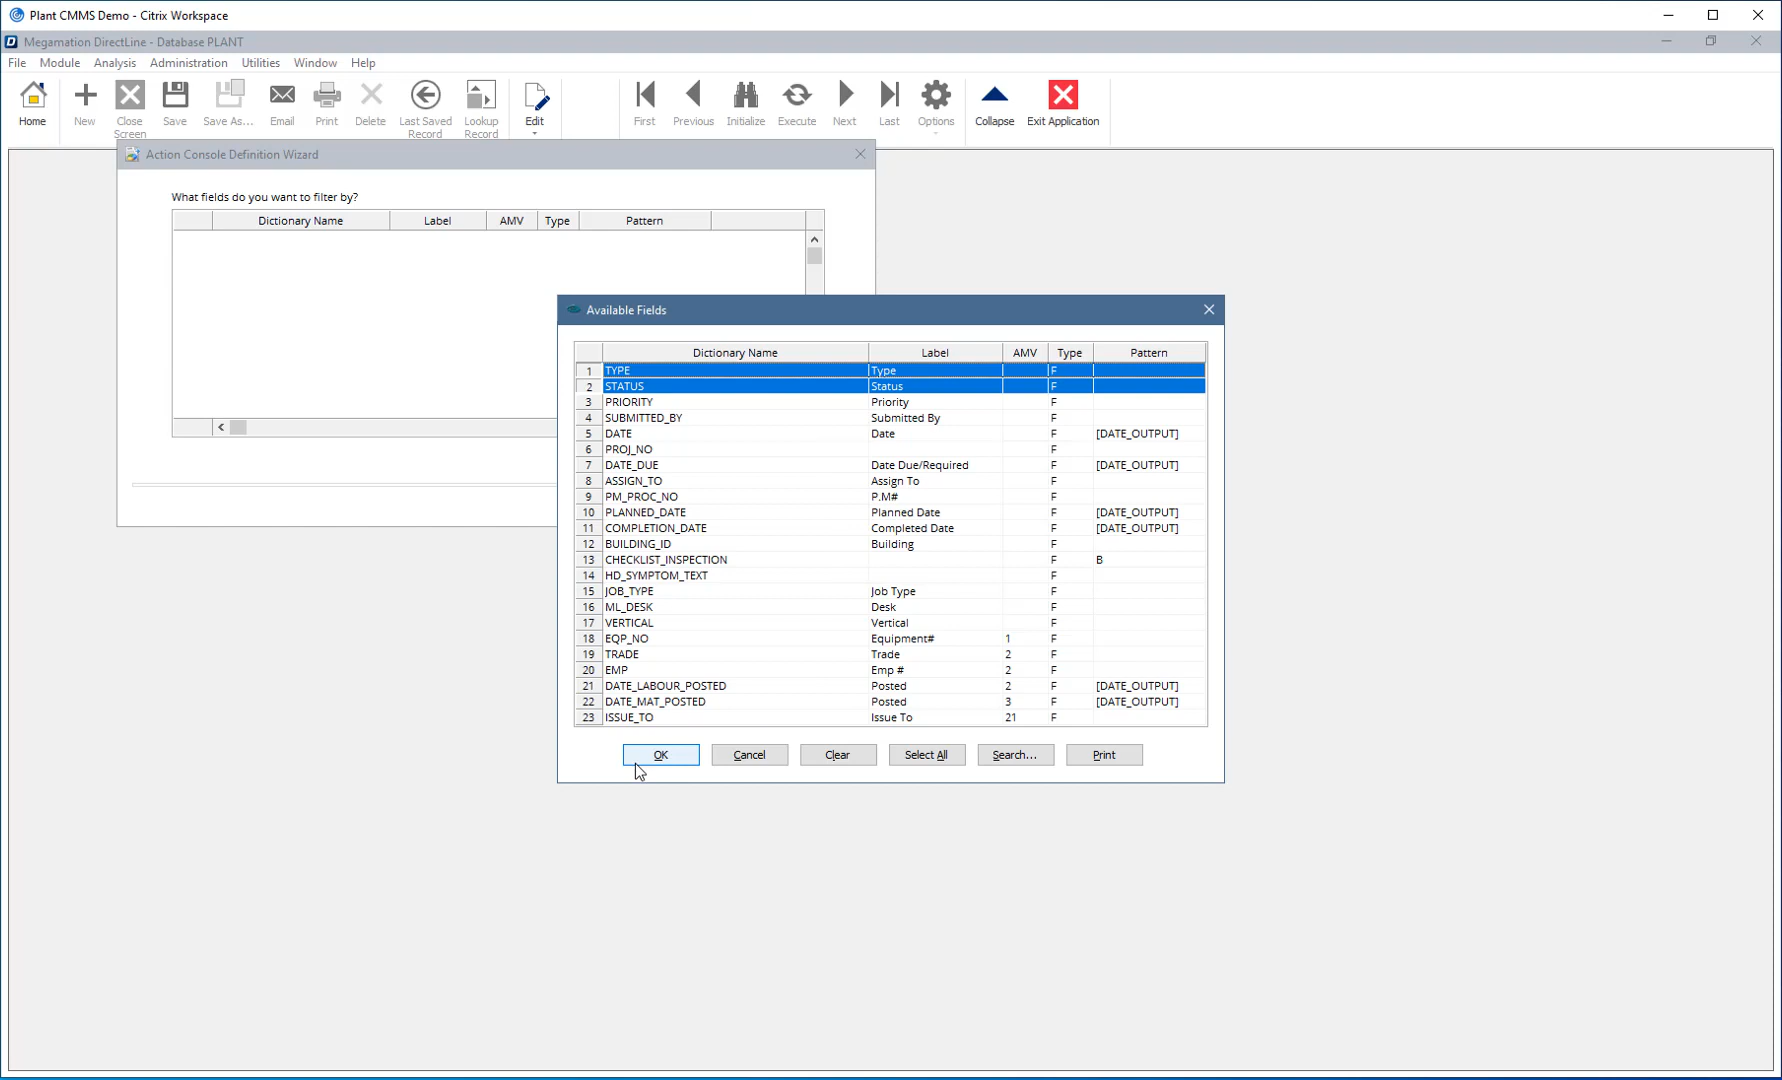 Plant CMMS Demo - Citrix Workspace
Megamation DirectLine - Database PLANT
File Module Analysis Administration Utilities Window Help
Home New Close Screen Save Save As... Email Print Delete Last Saved Record Lookup Record Edit First Previous Initialize Execute Next Last Options Collapse Exit Application
Action Console Definition Wizard
What fields do you want to filter by?
Dictionary Name Label AMV Type Pattern
Available Fields
Dictionary Name Label AMV Type Pattern
1 TYPE Type F
2 STATUS Status F
3 PRIORITY Priority F
4 SUBMITTED_BY Submitted By F
5 DATE Date F [DATE_OUTPUT]
6 PROJ_NO F
7 DATE_DUE Date Due/Required F [DATE_OUTPUT]
8 ASSIGN_TO Assign To F
9 PM_PROC_NO P.M# F
10 PLANNED_DATE Planned Date F [DATE_OUTPUT]
11 COMPLETION_DATE Completed Date F [DATE_OUTPUT]
12 BUILDING_ID Building F
13 CHECKLIST_INSPECTION F B
14 HD_SYMPTOM_TEXT F
15 JOB_TYPE Job Type F
16 ML_DESK Desk F
17 VERTICAL Vertical F
18 EQP_NO Equipment# 1 F
19 TRADE Trade 2 F
20 EMP Emp # 2 F
21 DATE_LABOUR_POSTED Posted 2 F [DATE_OUTPUT]
22 DATE_MAT_POSTED Posted 3 F [DATE_OUTPUT]
23 ISSUE_TO Issue To 21 F
OK Cancel Clear Select All Search... Print